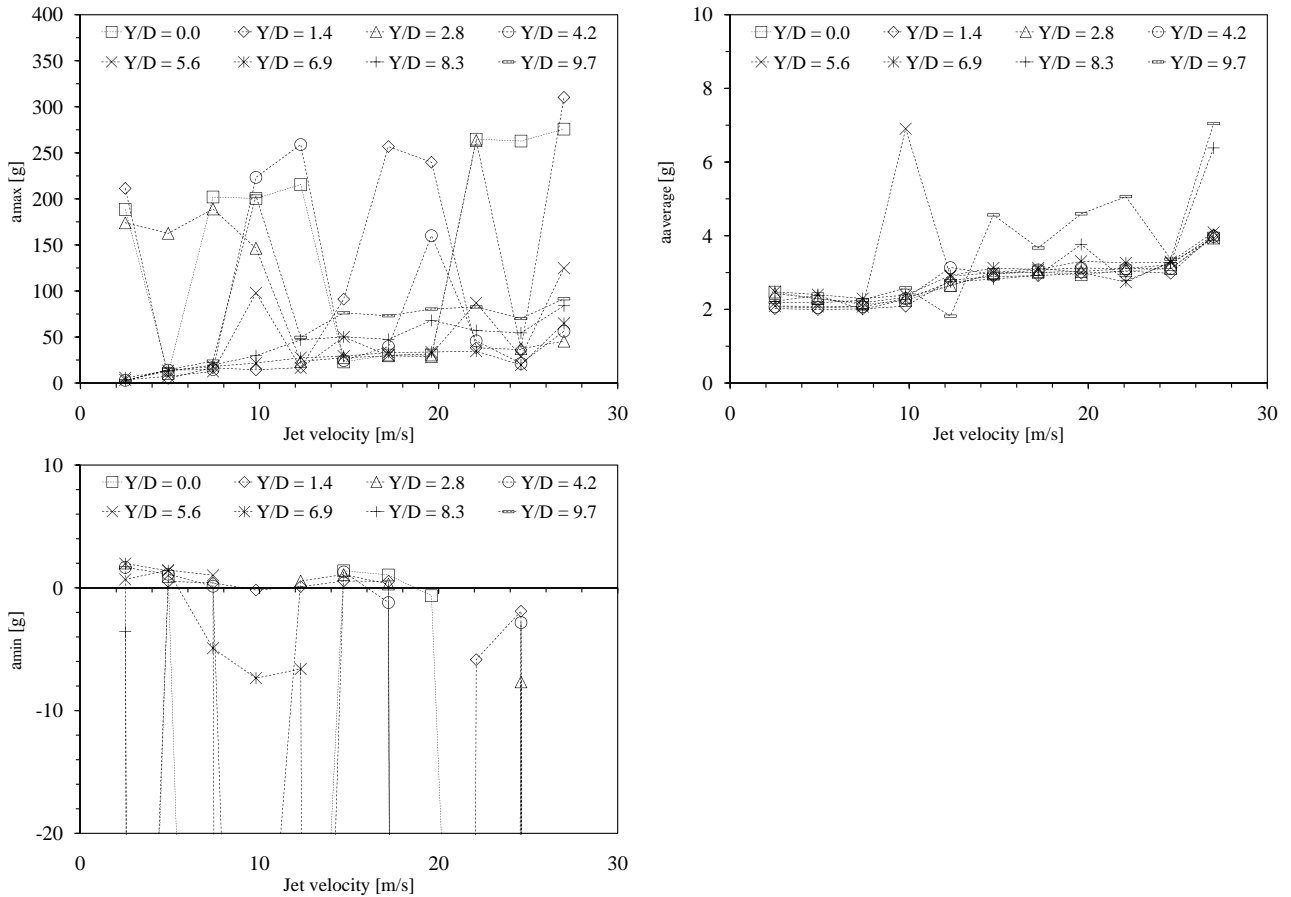 400
350
300
250
200
150
100
50
0
amax [g]
Y/D = 0.0 Y/D = 1.4 Y/D = 2.8 Y/D = 4.2
Y/D = 5.6 Y/D = 6.9 Y/D = 8.3 Y/D = 9.7
0 10 20 30
Jet velocity [m/s]
10
8
6
4
2
0
aaverage [g]
Y/D = 0.0 Y/D = 1.4 Y/D = 2.8 Y/D = 4.2
Y/D = 5.6 Y/D = 6.9 Y/D = 8.3 Y/D = 9.7
0 10 20 30
Jet velocity [m/s]
10
0
-10
-20
amin [g]
Y/D = 0.0 Y/D = 1.4 Y/D = 2.8 Y/D = 4.2
Y/D = 5.6 Y/D = 6.9 Y/D = 8.3 Y/D = 9.7
0 10 20 30
Jet velocity [m/s]